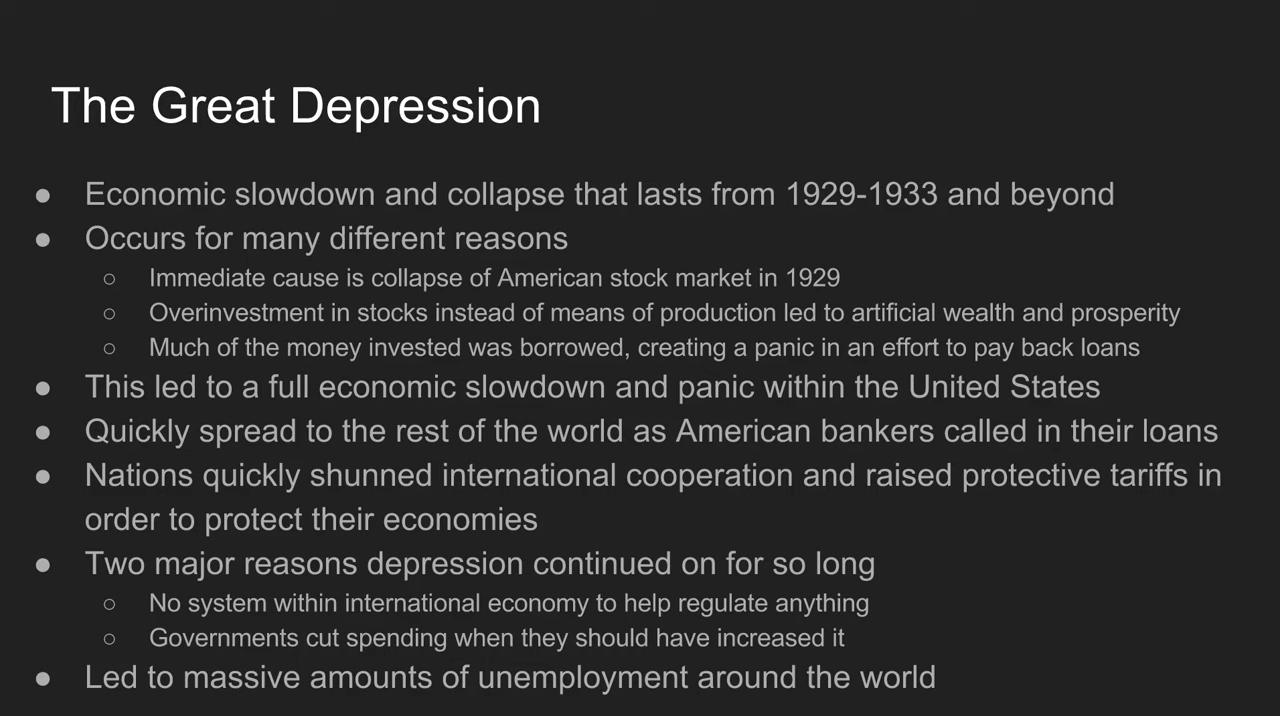 The Great Depression
● Economic slowdown and collapse that lasts from 1929-1933 and beyond
● Occurs for many different reasons
○ Immediate cause is collapse of American stock market in 1929
○ Overinvestment in stocks instead of means of production led to artificial wealth and prosperity
○ Much of the money invested was borrowed, creating a panic in an effort to pay back loans
● This led to a full economic slowdown and panic within the United States
● Quickly spread to the rest of the world as American bankers called in their loans
● Nations quickly shunned international cooperation and raised protective tariffs in
order to protect their economies
● Two major reasons depression continued on for so long
○ No system within international economy to help regulate anything
○ Governments cut spending when they should have increased it
● Led to massive amounts of unemployment around the world